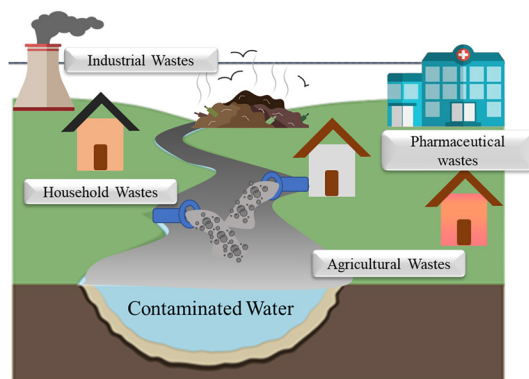 Industrial Wastes
Pharmaceutical
wastes
Household Wastes
Agricultural Wastes
Contaminated Water